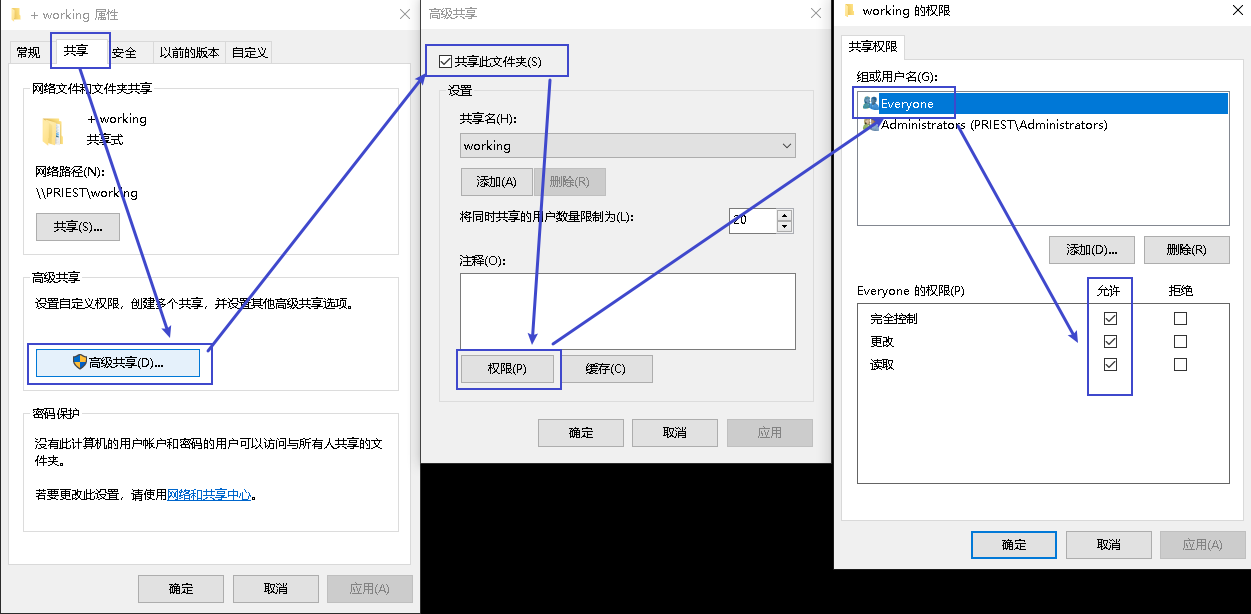 + working 属性
常规
共享
安全
以前的版本
自定义
网络文件和文件夹共享
+ working
共享式
网络路径(N):
\\PRIEST\working
共享(S)...
高级共享
设置自定义权限，创建多个共享，并设置其他高级共享选项。
高级共享(D)...
密码保护
没有此计算机的用户帐户和密码的用户可以访问与所有人共享的文
件夹。
若要更改此设置，请使用网络和共享中心。
确定
取消
应用(A)
高级共享
共享此文件夹(S)
设置
共享名(H):
working
添加(A)
删除(R)
将同时共享的用户数量限制为(L):
20
注释(O):
权限(P)
缓存(C)
确定
取消
应用
working 的权限
共享权限
组或用户名(G):
Everyone
Administrators (PRIEST\Administrators)
添加(D)...
删除(R)
Everyone 的权限(P)
允许
拒绝
完全控制
更改
读取
确定
取消
应用(A)